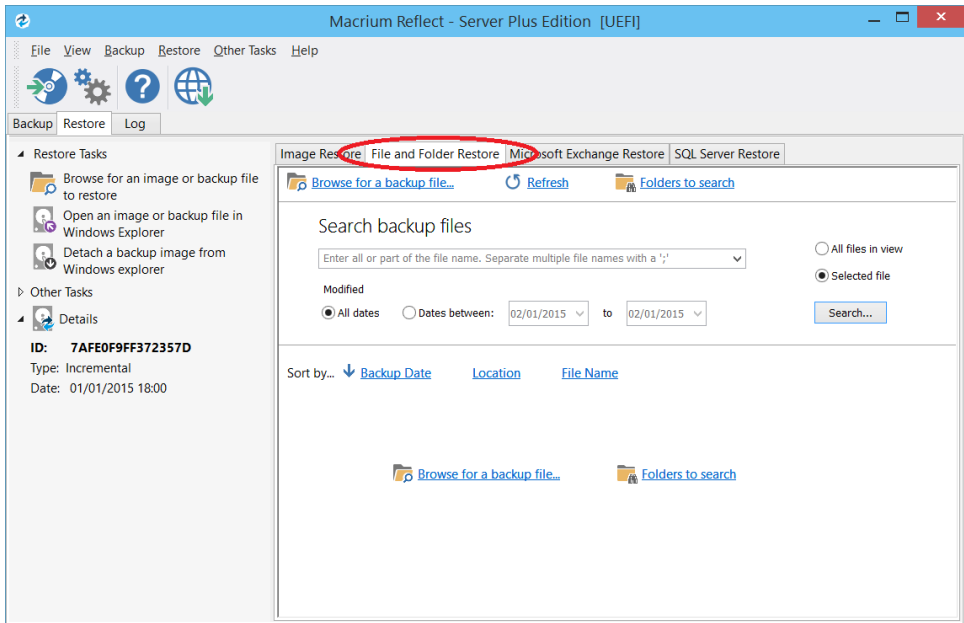 Macrium Reflect - Server Plus Edition [UEFI]
File View Backup Restore Other Tasks Help
Backup Restore Log
Restore Tasks
Browse for an image or backup file
to restore
Open an image or backup file in
Windows Explorer
Detach a backup image from
Windows explorer
Other Tasks
Details
ID: 7AFE0F9FF372357D
Type: Incremental
Date: 01/01/2015 18:00
Image Restore File and Folder Restore Microsoft Exchange Restore SQL Server Restore
Browse for a backup file... Refresh Folders to search
Search backup files
Enter all or part of the file name. Separate multiple file names with a ';'
All files in view
Selected file
Modified
All dates Dates between: 02/01/2015 to 02/01/2015 Search...
Sort by... Backup Date Location File Name
Browse for a backup file... Folders to search